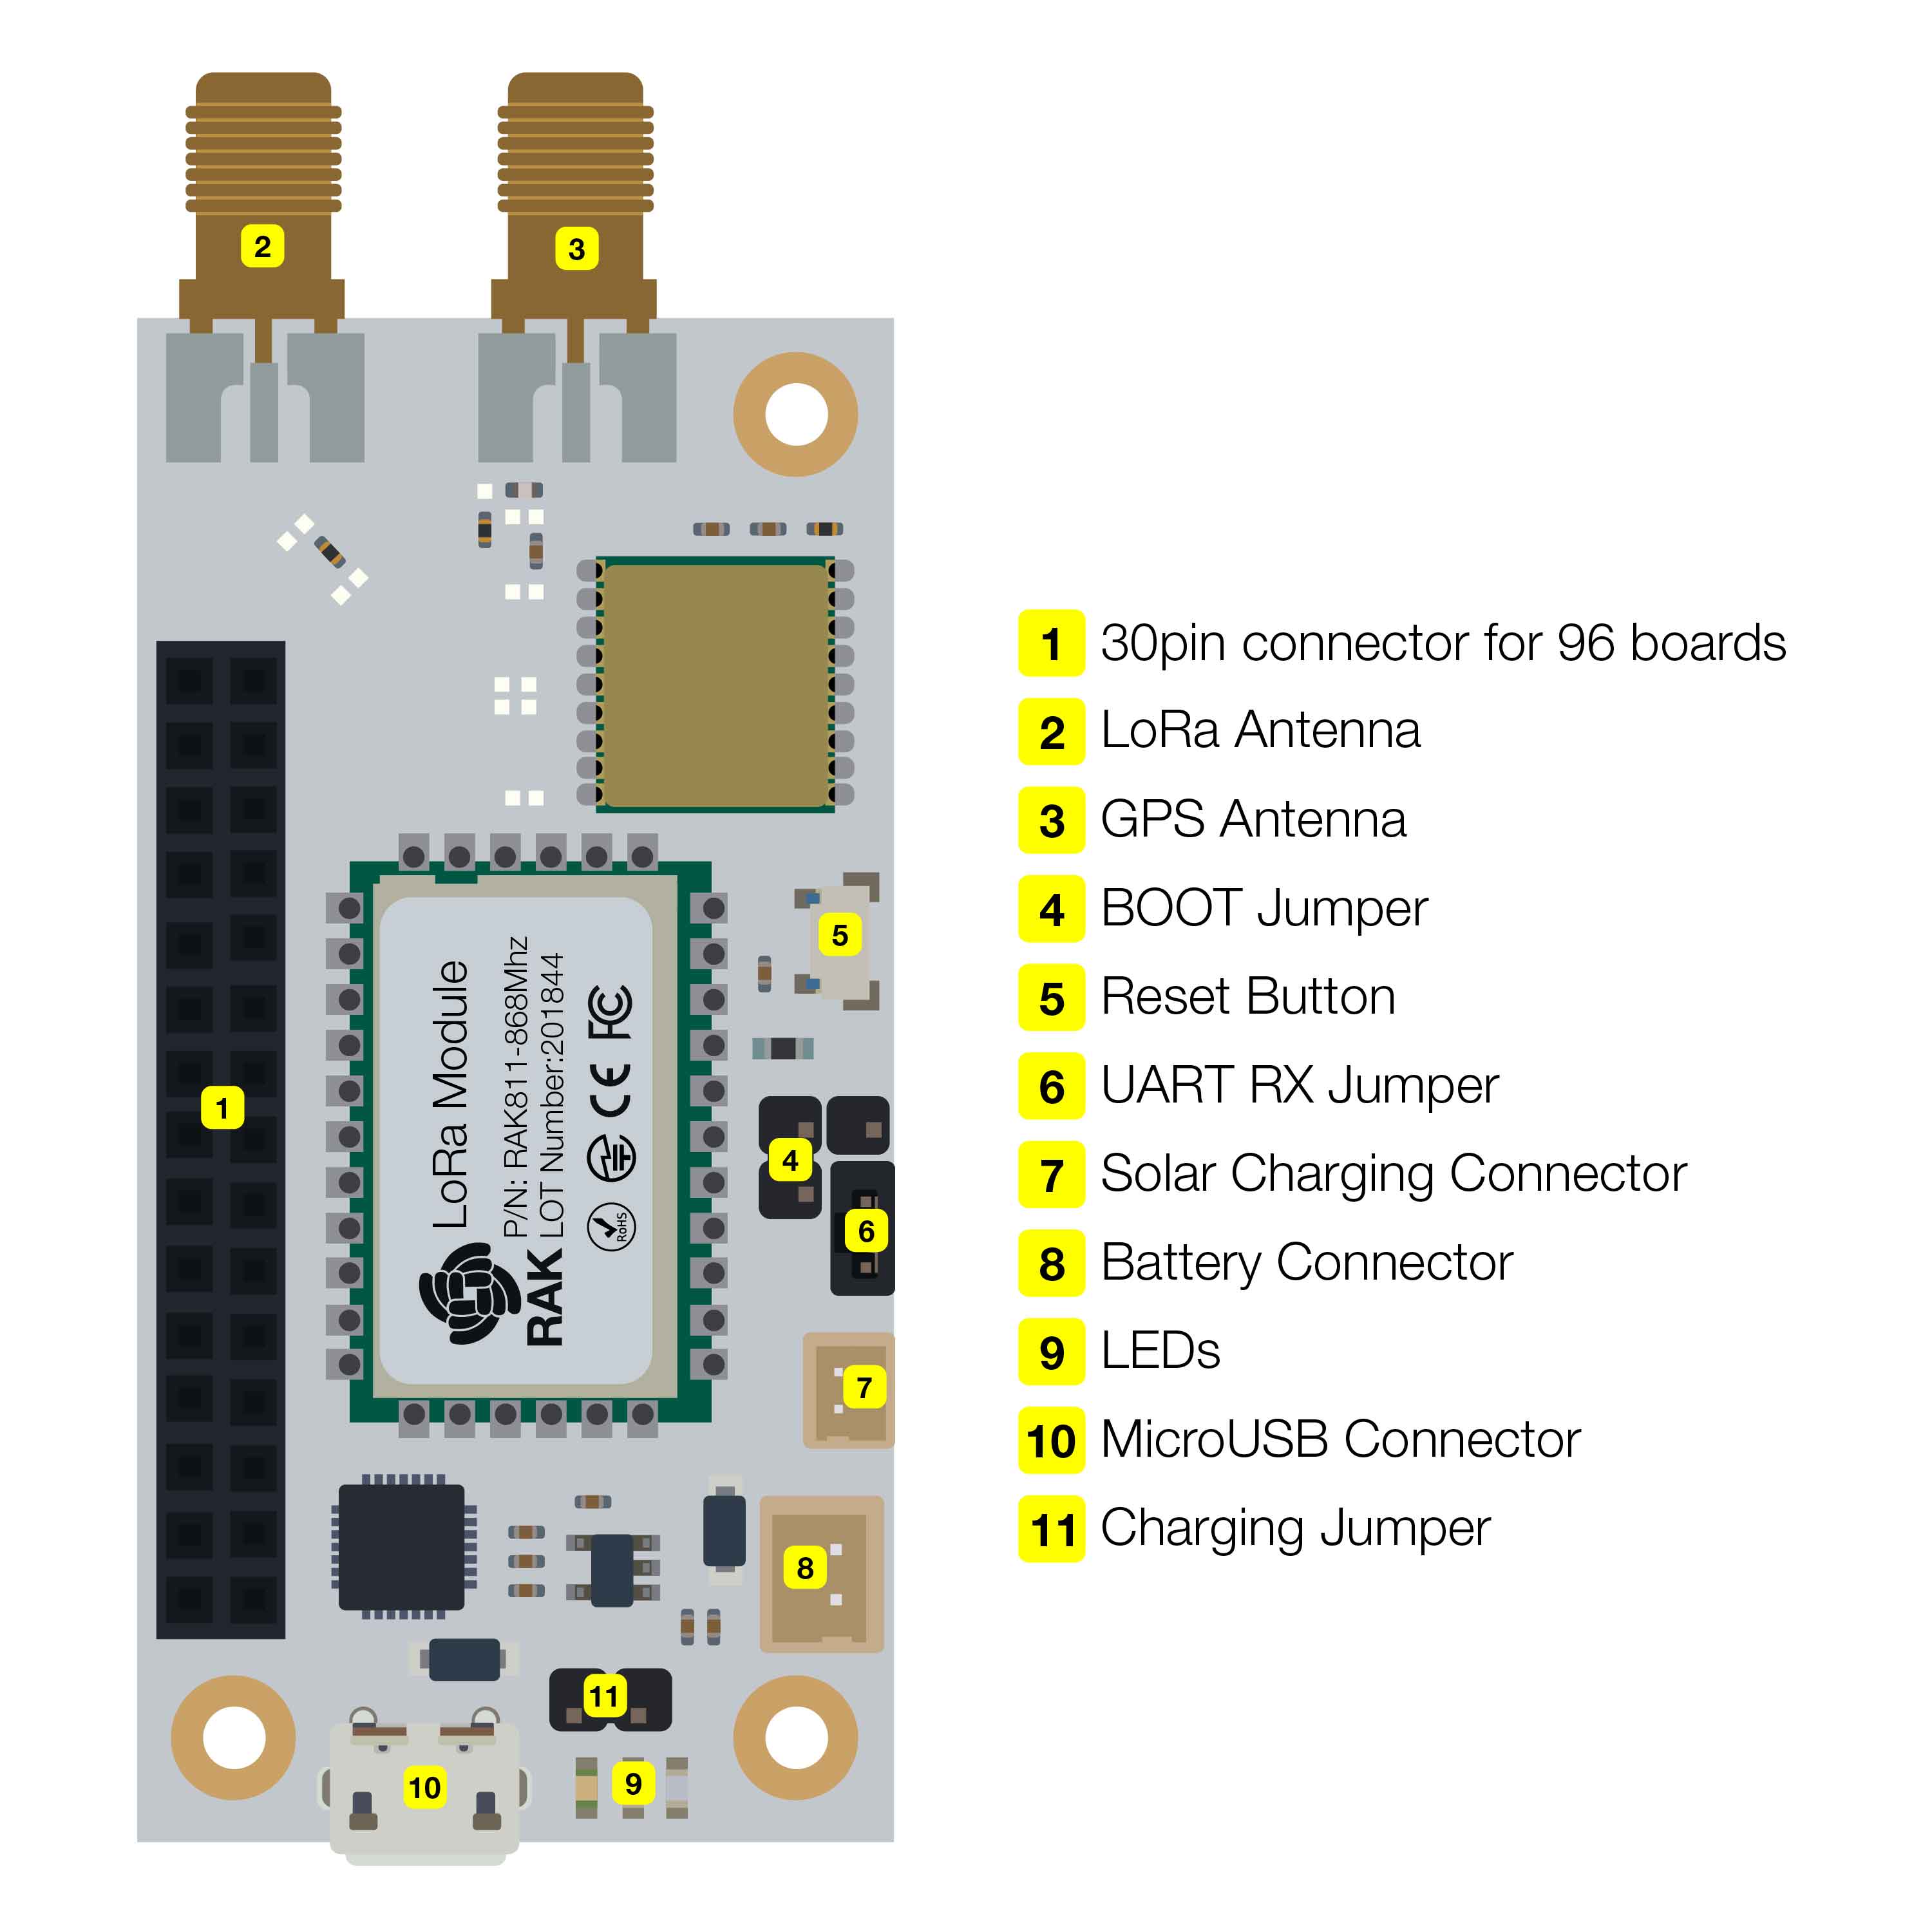 2
3
5
1
4
6
7
8
11
10
9
LoRa Module
P/N: RAK811-868Mhz
LOT Number:201844
RAK
RoHS
CE FC
1 30pin connector for 96 boards
2 LoRa Antenna
3 GPS Antenna
4 BOOT Jumper
5 Reset Button
6 UART RX Jumper
7 Solar Charging Connector
8 Battery Connector
9 LEDs
10 MicroUSB Connector
11 Charging Jumper